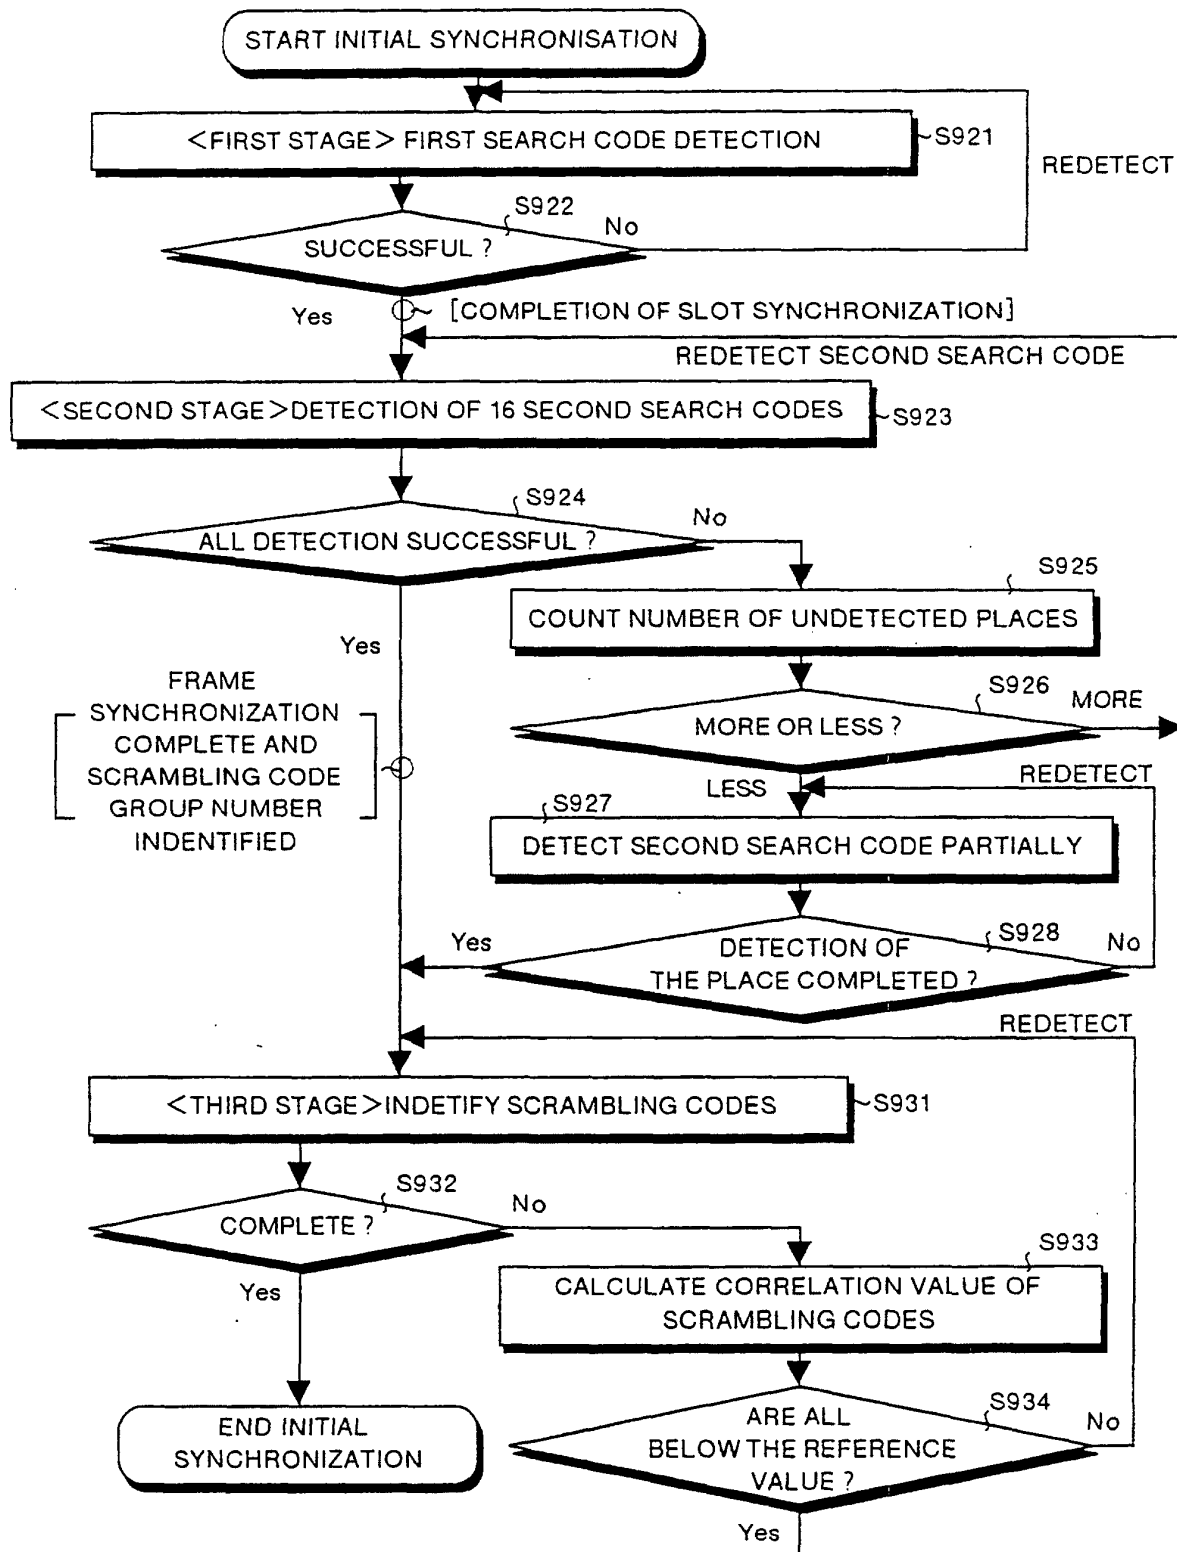 START INITIAL SYNCHRONISATION
<FIRST STAGE> FIRST SEARCH CODE DETECTION
S921
REDETECT
S922
SUCCESSFUL ?
No
Yes
[COMPLETION OF SLOT SYNCHRONIZATION]
REDETECT SECOND SEARCH CODE
<SECOND STAGE>DETECTION OF 16 SECOND SEARCH CODES
S923
S924
ALL DETECTION SUCCESSFUL ?
No
Yes
S925
COUNT NUMBER OF UNDETECTED PLACES
FRAME
SYNCHRONIZATION
COMPLETE AND
SCRAMBLING CODE
GROUP NUMBER
INDENTIFIED
S926
MORE OR LESS ?
MORE
LESS
REDETECT
S927
DETECT SECOND SEARCH CODE PARTIALLY
S928
DETECTION OF
THE PLACE COMPLETED ?
Yes
No
REDETECT
<THIRD STAGE>INDETIFY SCRAMBLING CODES
S931
S932
COMPLETE ?
No
Yes
S933
CALCULATE CORRELATION VALUE OF
SCRAMBLING CODES
END INITIAL
SYNCHRONIZATION
S934
ARE ALL
BELOW THE REFERENCE
VALUE ?
No
Yes